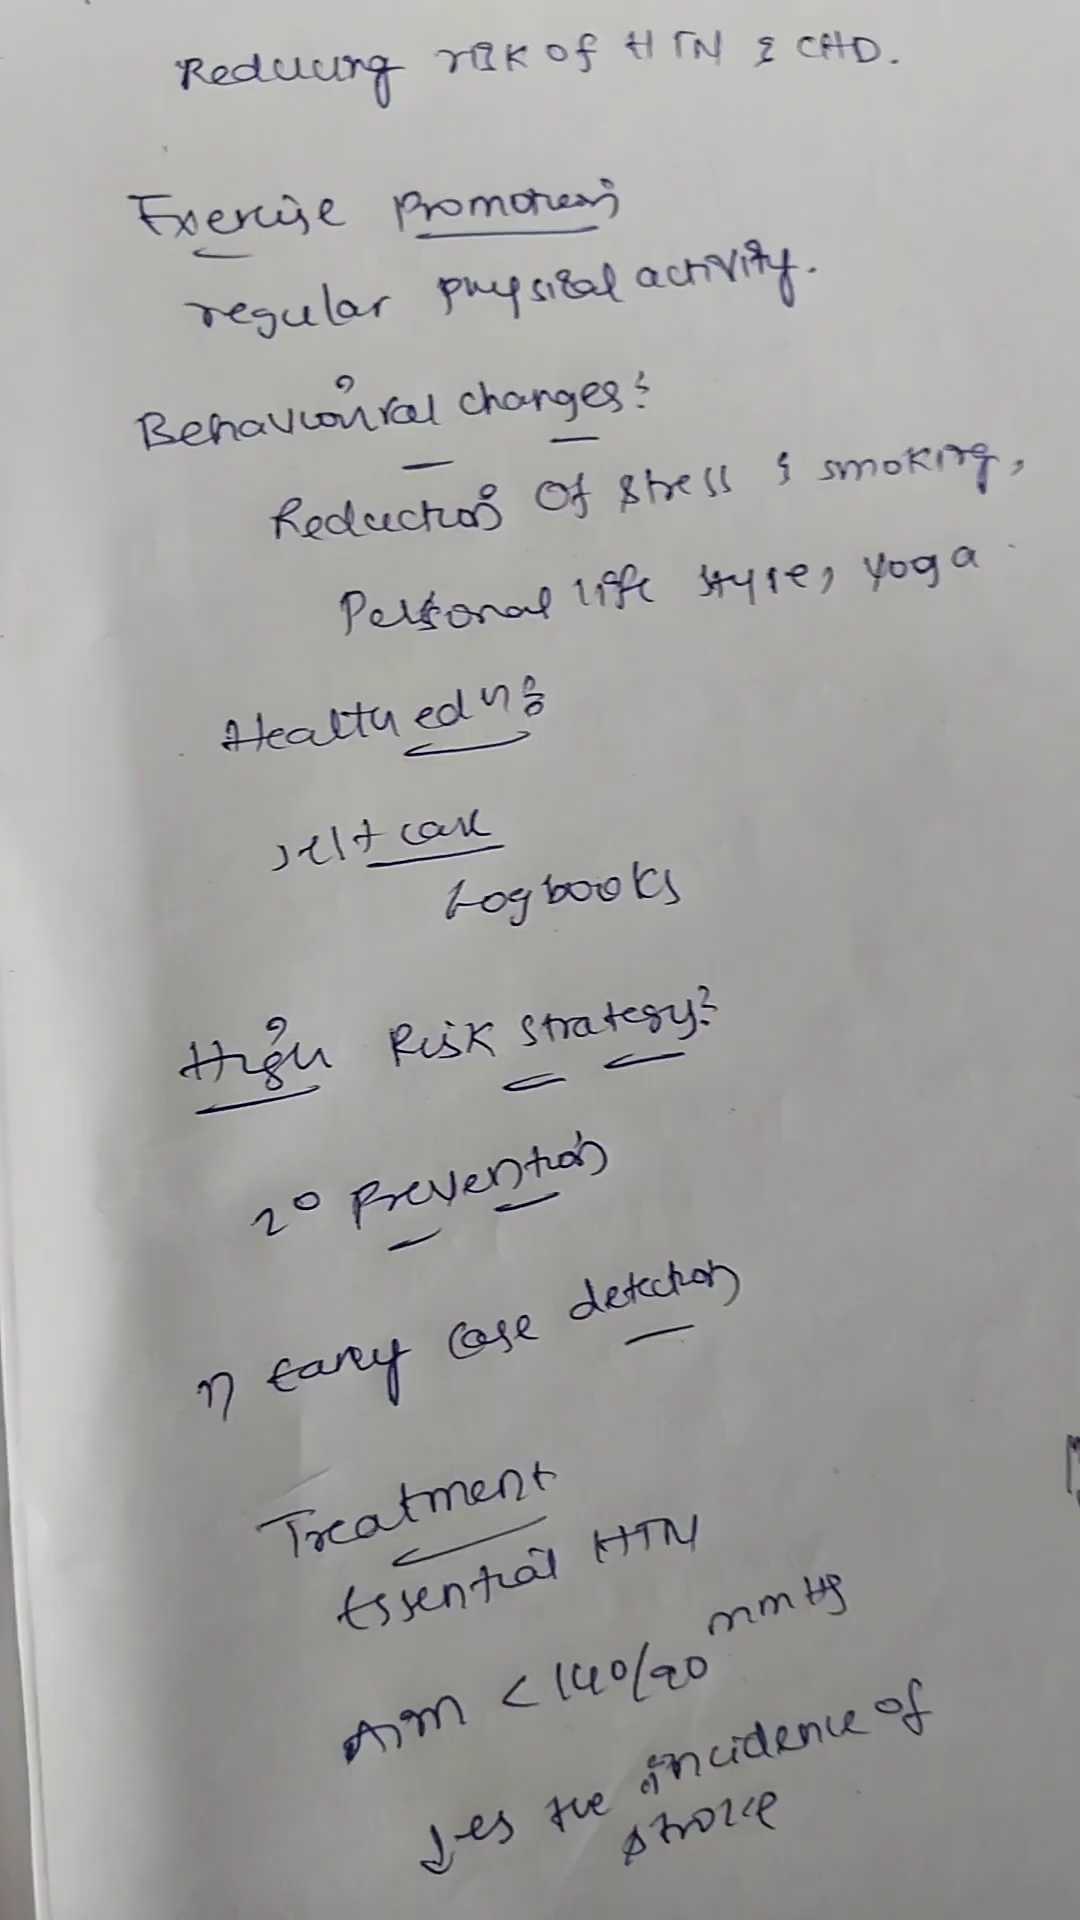 Reducing risk of HTN & CHD.
Exercise promotion
regular physical activity.
Behavioural changes:
Reduction of stress & smoking,
Personal life style, yoga
Health edn:
self care
Logbooks
High Risk strategy:
2° prevention
1) Early case detection
Treatment
Essential HTN
Aim < 140/90 mmHg
↓es the incidence of
stroke